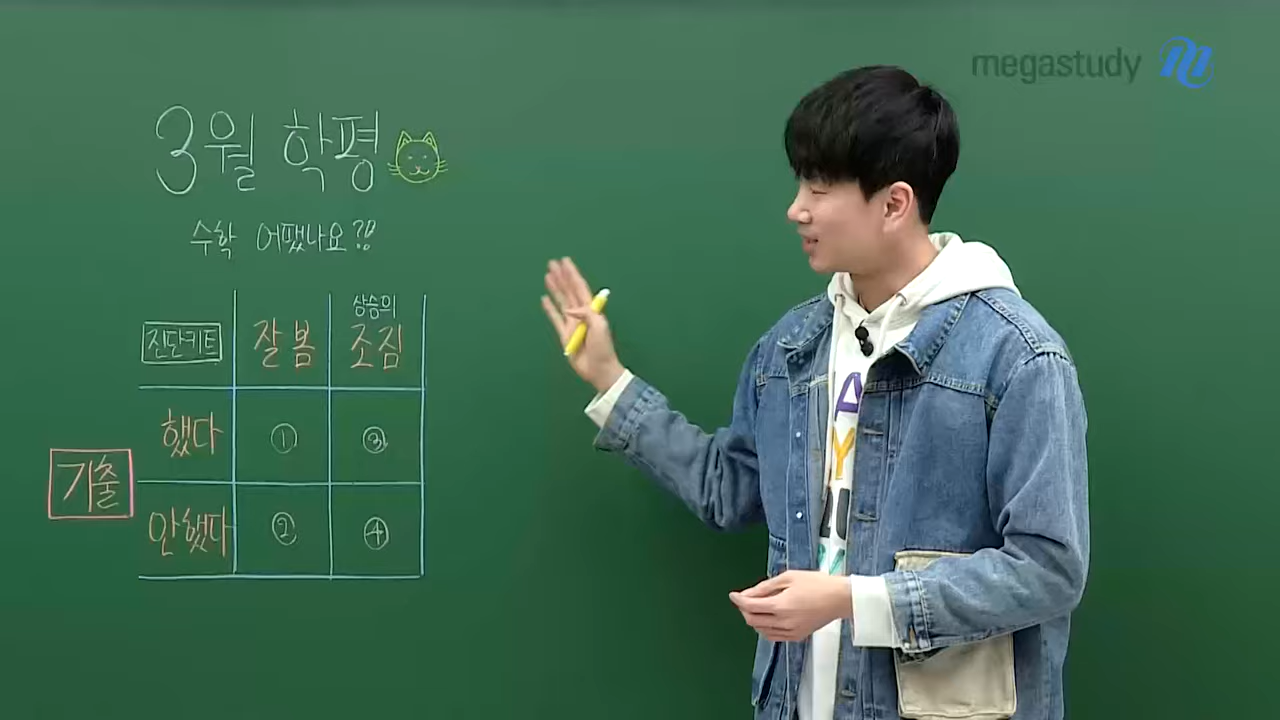 megastudy
3월 학평
수학 어땠나요?!
진단키트
잘봄
상승의
조짐
기출
했다
① ③
안했다
② ④